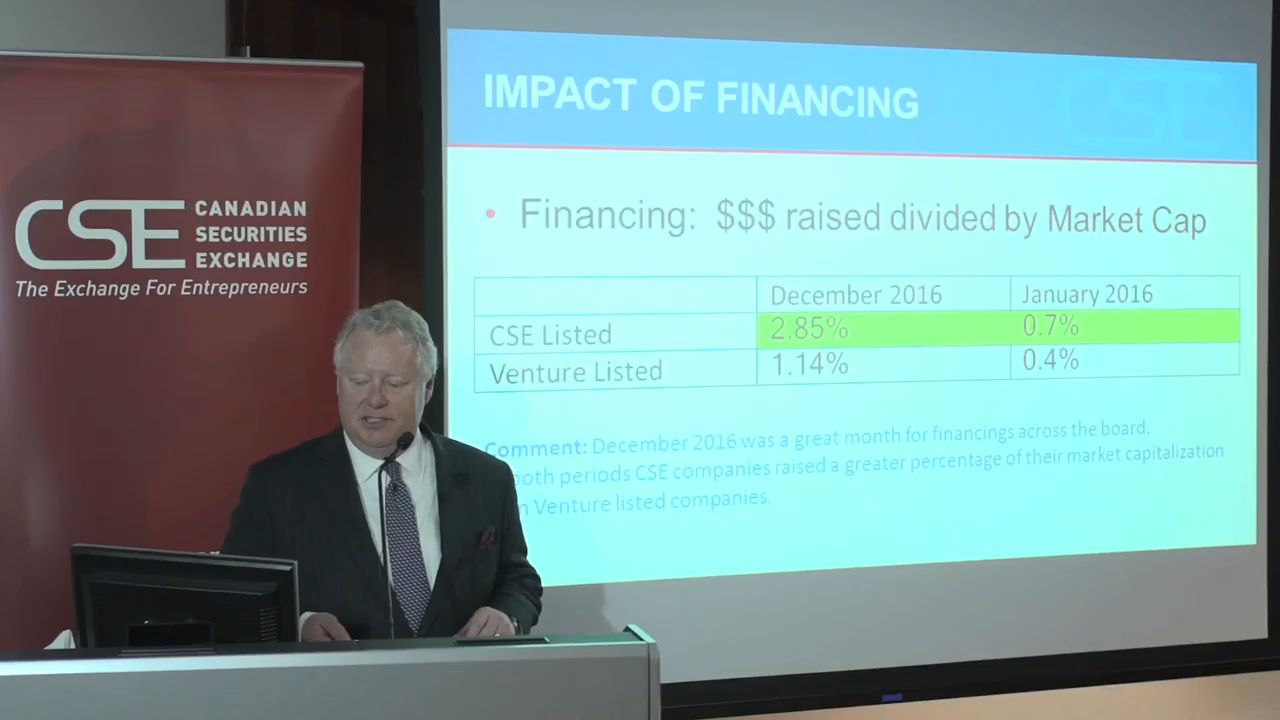 CSE
CANADIAN
SECURITIES
EXCHANGE
The Exchange For Entrepreneurs
IMPACT OF FINANCING
CSE
• Financing: $$$ raised divided by Market Cap
December 2016 January 2016
CSE Listed 2.85% 0.7%
Venture Listed 1.14% 0.4%
Comment: December 2016 was a great month for financings across the board.
both periods CSE companies raised a greater percentage of their market capitalization
Venture listed companies.